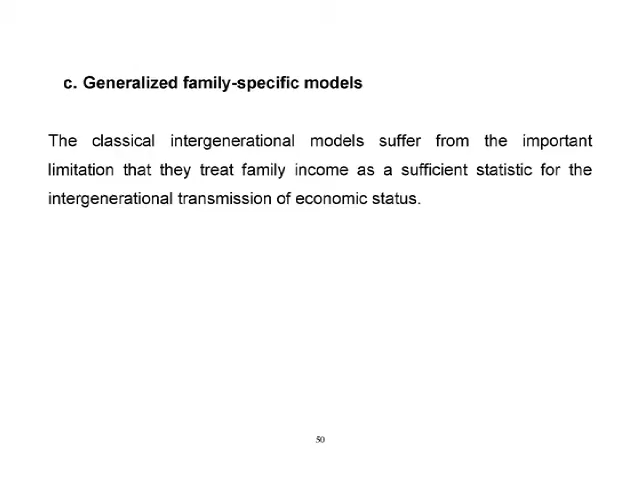 c. Generalized family-specific models
The classical intergenerational models suffer from the important
limitation that they treat family income as a sufficient statistic for the
intergenerational transmission of economic status.
50